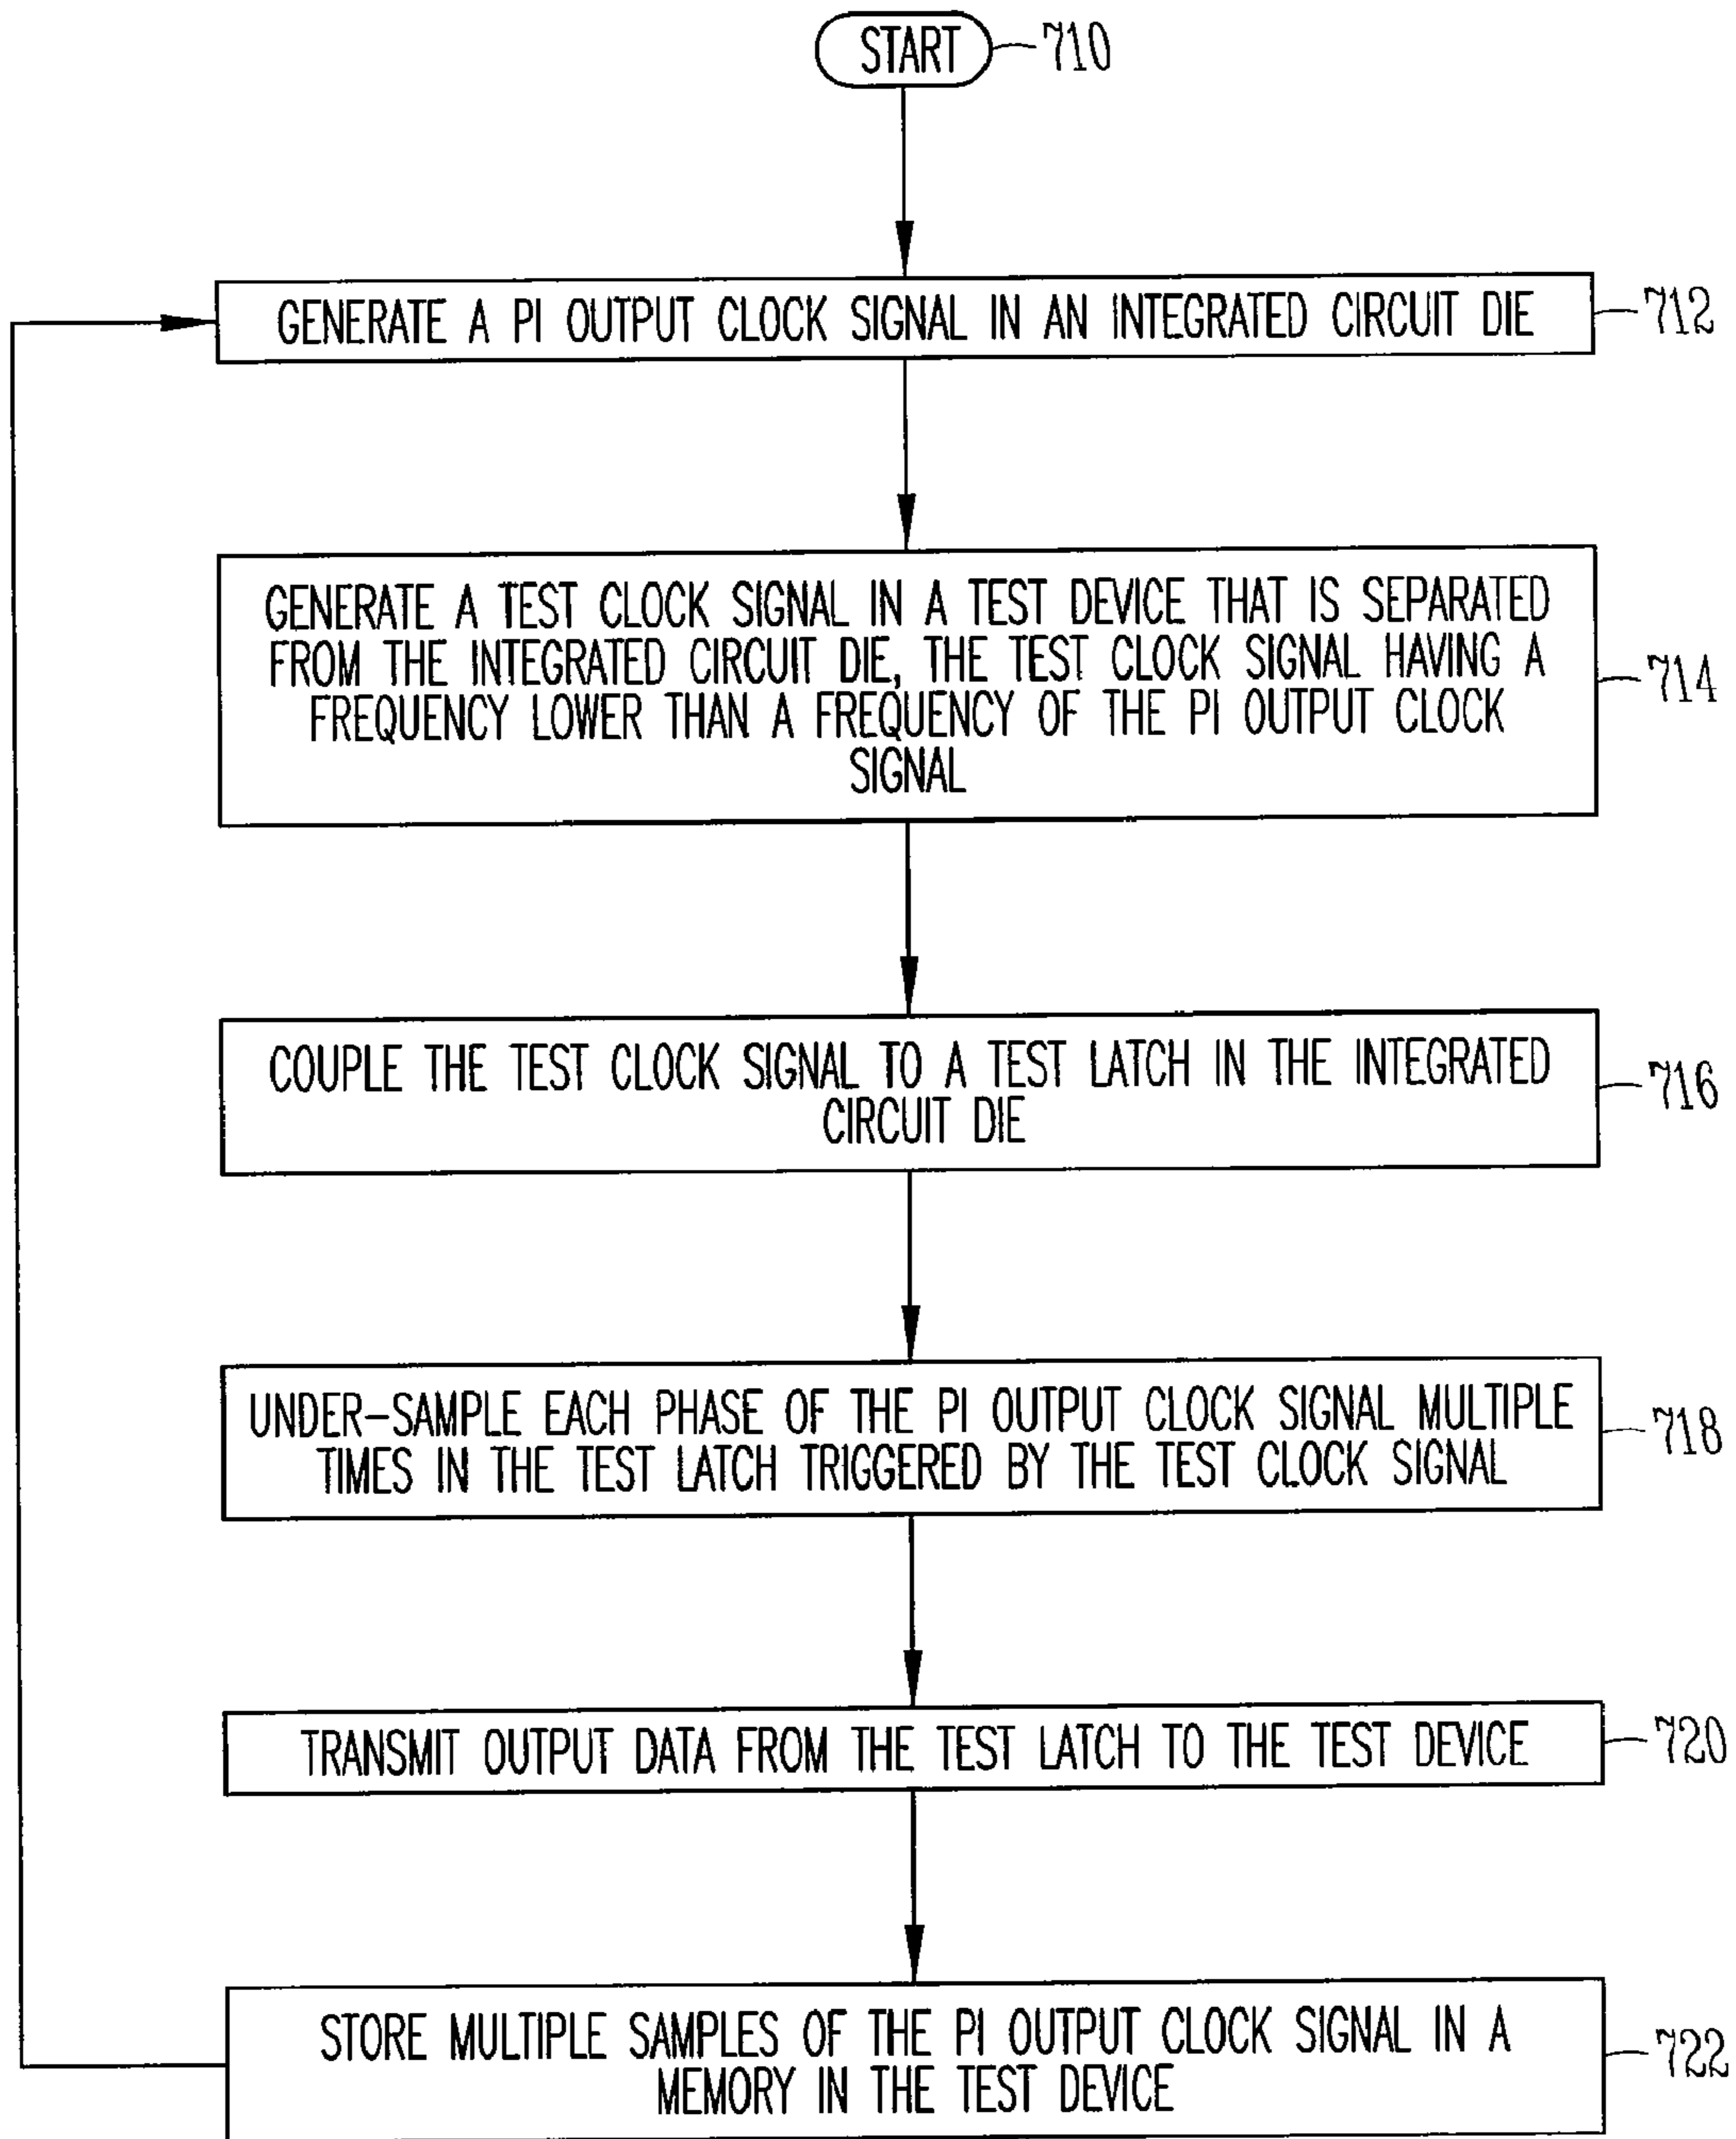 START
710
GENERATE A PI OUTPUT CLOCK SIGNAL IN AN INTEGRATED CIRCUIT DIE
712
GENERATE A TEST CLOCK SIGNAL IN A TEST DEVICE THAT IS SEPARATED
FROM THE INTEGRATED CIRCUIT DIE, THE TEST CLOCK SIGNAL HAVING A
FREQUENCY LOWER THAN A FREQUENCY OF THE PI OUTPUT CLOCK
SIGNAL
714
COUPLE THE TEST CLOCK SIGNAL TO A TEST LATCH IN THE INTEGRATED
CIRCUIT DIE
716
UNDER-SAMPLE EACH PHASE OF THE PI OUTPUT CLOCK SIGNAL MULTIPLE
TIMES IN THE TEST LATCH TRIGGERED BY THE TEST CLOCK SIGNAL
718
TRANSMIT OUTPUT DATA FROM THE TEST LATCH TO THE TEST DEVICE
720
STORE MULTIPLE SAMPLES OF THE PI OUTPUT CLOCK SIGNAL IN A
MEMORY IN THE TEST DEVICE
722